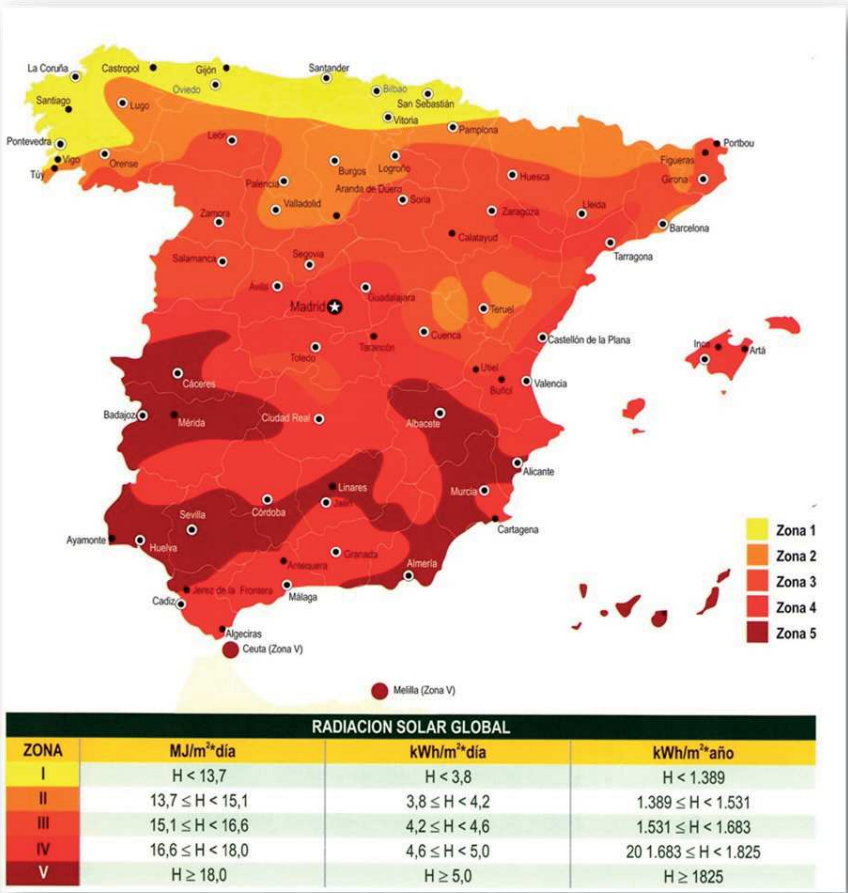 La Coruña
Castropol
Gijón
Santander
Oviedo
Bilbao
San Sebastián
Santiago
Lugo
Vitoria
Pamplona
Pontevedra
León
Portbou
Vigo
Orense
Burgos
Logroño
Figueras
Túy
Huesca
Girona
Palencia
Aranda de Duero
Soria
Valladolid
Zaragoza
Lleida
Zamora
Barcelona
Calatayud
Tarragona
Salamanca
Segovia
Avila
Guadalajara
Madrid
Teruel
Cuenca
Castellón de la Plana
Tarancón
Inca
Artá
Toledo
Utiel
Cáceres
Buñol
Valencia
Badajoz
Mérida
Ciudad Real
Albacete
Alicante
Linares
Murcia
Jaén
Sevilla
Córdoba
Cartagena
Ayamonte
Huelva
Granada
Antequera
Almería
Jerez de la Frontera
Málaga
Cadiz
Algeciras
Ceuta (Zona V)
Melilla (Zona V)
Zona 1
Zona 2
Zona 3
Zona 4
Zona 5
RADIACION SOLAR GLOBAL
ZONA MJ/m²*día kWh/m²*día kWh/m²*año
I H < 13,7 H < 3,8 H < 1.389
II 13,7 ≤ H < 15,1 3,8 ≤ H < 4,2 1.389 ≤ H < 1.531
III 15,1 ≤ H < 16,6 4,2 ≤ H < 4,6 1.531 ≤ H < 1.683
IV 16,6 ≤ H < 18,0 4,6 ≤ H < 5,0 20 1.683 ≤ H < 1.825
V H ≥ 18,0 H ≥ 5,0 H ≥ 1825